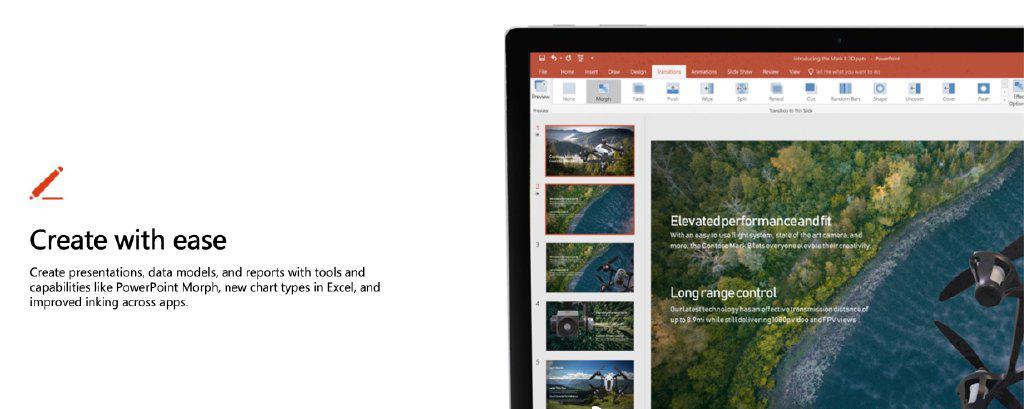 Create with ease
Create presentations, data models, and reports with tools and
capabilities like PowerPoint Morph, new chart types in Excel, and
improved inking across apps.
Introducing the Mark 8 3D.pptx - PowerPoint
File Home Insert Draw Design Transitions Animations Slide Show Review View Tell me what you want to do
Preview None Morph Fade Push Wipe Split Reveal Cut Random Bars Shape Uncover Cover Flash Effect
Options
Preview Transition to This Slide
1
2
3
4
5
Elevated performance and fit
With an easy to use flight system, state of the art camera, and
more, the Contoso Mark 8 lets everyone elevate their creativity.
Long range control
Our latest technology has an effective transmission distance of
up to 8.9mi while still delivering 1080p video and FPV views